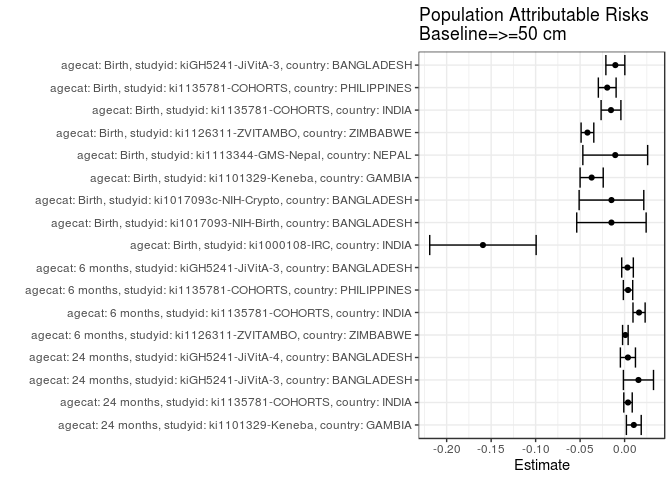 Population Attributable Risks
Baseline=>=50 cm
agecat: Birth, studyid: kiGH5241-JiVitA-3, country: BANGLADESH
agecat: Birth, studyid: ki1135781-COHORTS, country: PHILIPPINES
agecat: Birth, studyid: ki1135781-COHORTS, country: INDIA
agecat: Birth, studyid: ki1126311-ZVITAMBO, country: ZIMBABWE
agecat: Birth, studyid: ki1113344-GMS-Nepal, country: NEPAL
agecat: Birth, studyid: ki1101329-Keneba, country: GAMBIA
agecat: Birth, studyid: ki1017093c-NIH-Crypto, country: BANGLADESH
agecat: Birth, studyid: ki1017093-NIH-Birth, country: BANGLADESH
agecat: Birth, studyid: ki1000108-IRC, country: INDIA
agecat: 6 months, studyid: kiGH5241-JiVitA-3, country: BANGLADESH
agecat: 6 months, studyid: ki1135781-COHORTS, country: PHILIPPINES
agecat: 6 months, studyid: ki1135781-COHORTS, country: INDIA
agecat: 6 months, studyid: ki1126311-ZVITAMBO, country: ZIMBABWE
agecat: 24 months, studyid: kiGH5241-JiVitA-4, country: BANGLADESH
agecat: 24 months, studyid: kiGH5241-JiVitA-3, country: BANGLADESH
agecat: 24 months, studyid: ki1135781-COHORTS, country: INDIA
agecat: 24 months, studyid: ki1101329-Keneba, country: GAMBIA
-0.20 -0.15 -0.10 -0.05 0.00
Estimate